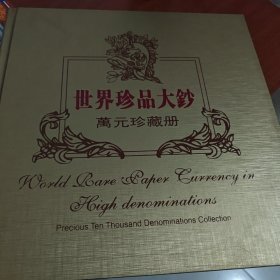 世界珍品大鈔
萬元珍藏册
World Rare Paper Currency in
High denominations
Precious Ten Thousand Denominations Collection